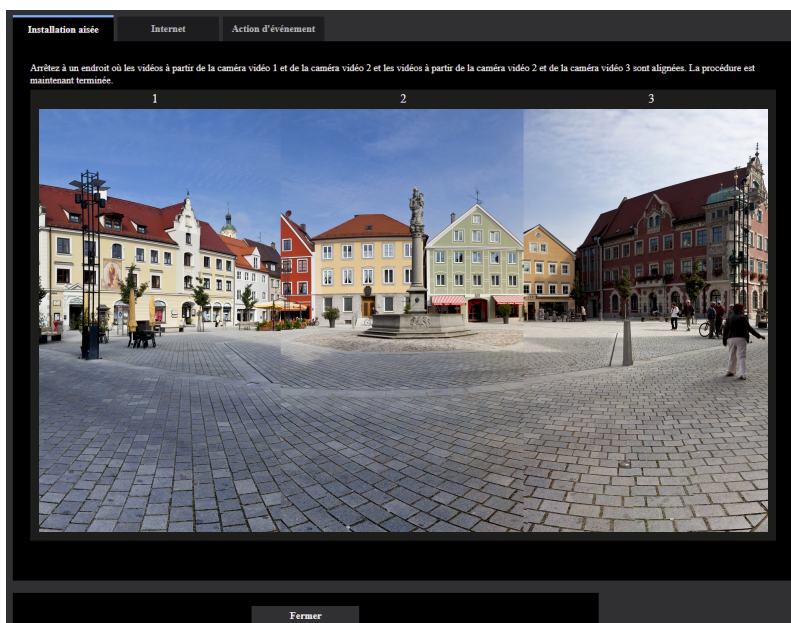 Installation aisée Internet Action d'événement
Arrêtez à un endroit où les vidéos à partir de la caméra vidéo 1 et de la caméra vidéo 2 et les vidéos à partir de la caméra vidéo 2 et de la caméra vidéo 3 sont alignées. La procédure est
maintenant terminée.
1 2 3
Fermer